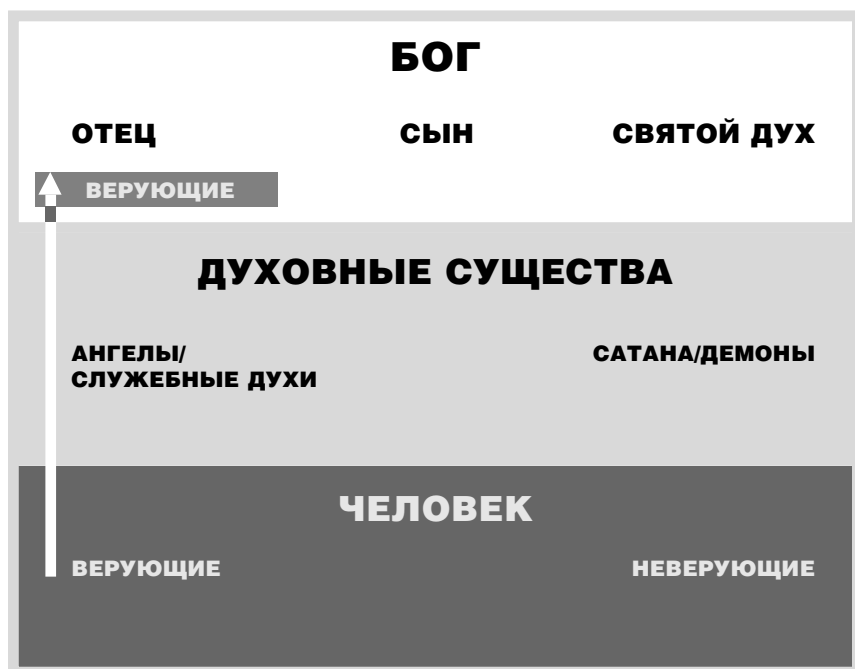 БОГ
ОТЕЦ СЫН СВЯТОЙ ДУХ
ВЕРУЮЩИЕ
ДУХОВНЫЕ СУЩЕСТВА
АНГЕЛЫ/
СЛУЖЕБНЫЕ ДУХИ
САТАНА/ДЕМОНЫ
ЧЕЛОВЕК
ВЕРУЮЩИЕ НЕВЕРУЮЩИЕ